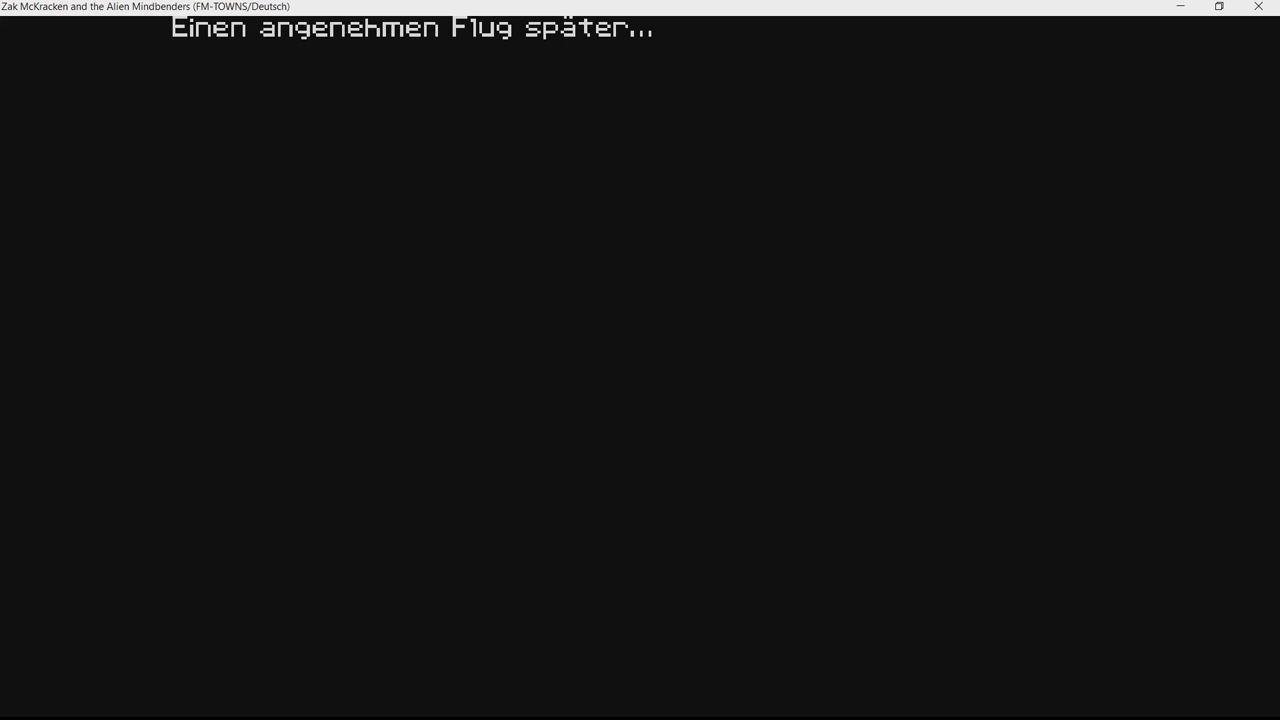 Zak McKracken and the Alien Mindbenders (FM-TOWNS/Deutsch)
Einen angenehmen Flug später...